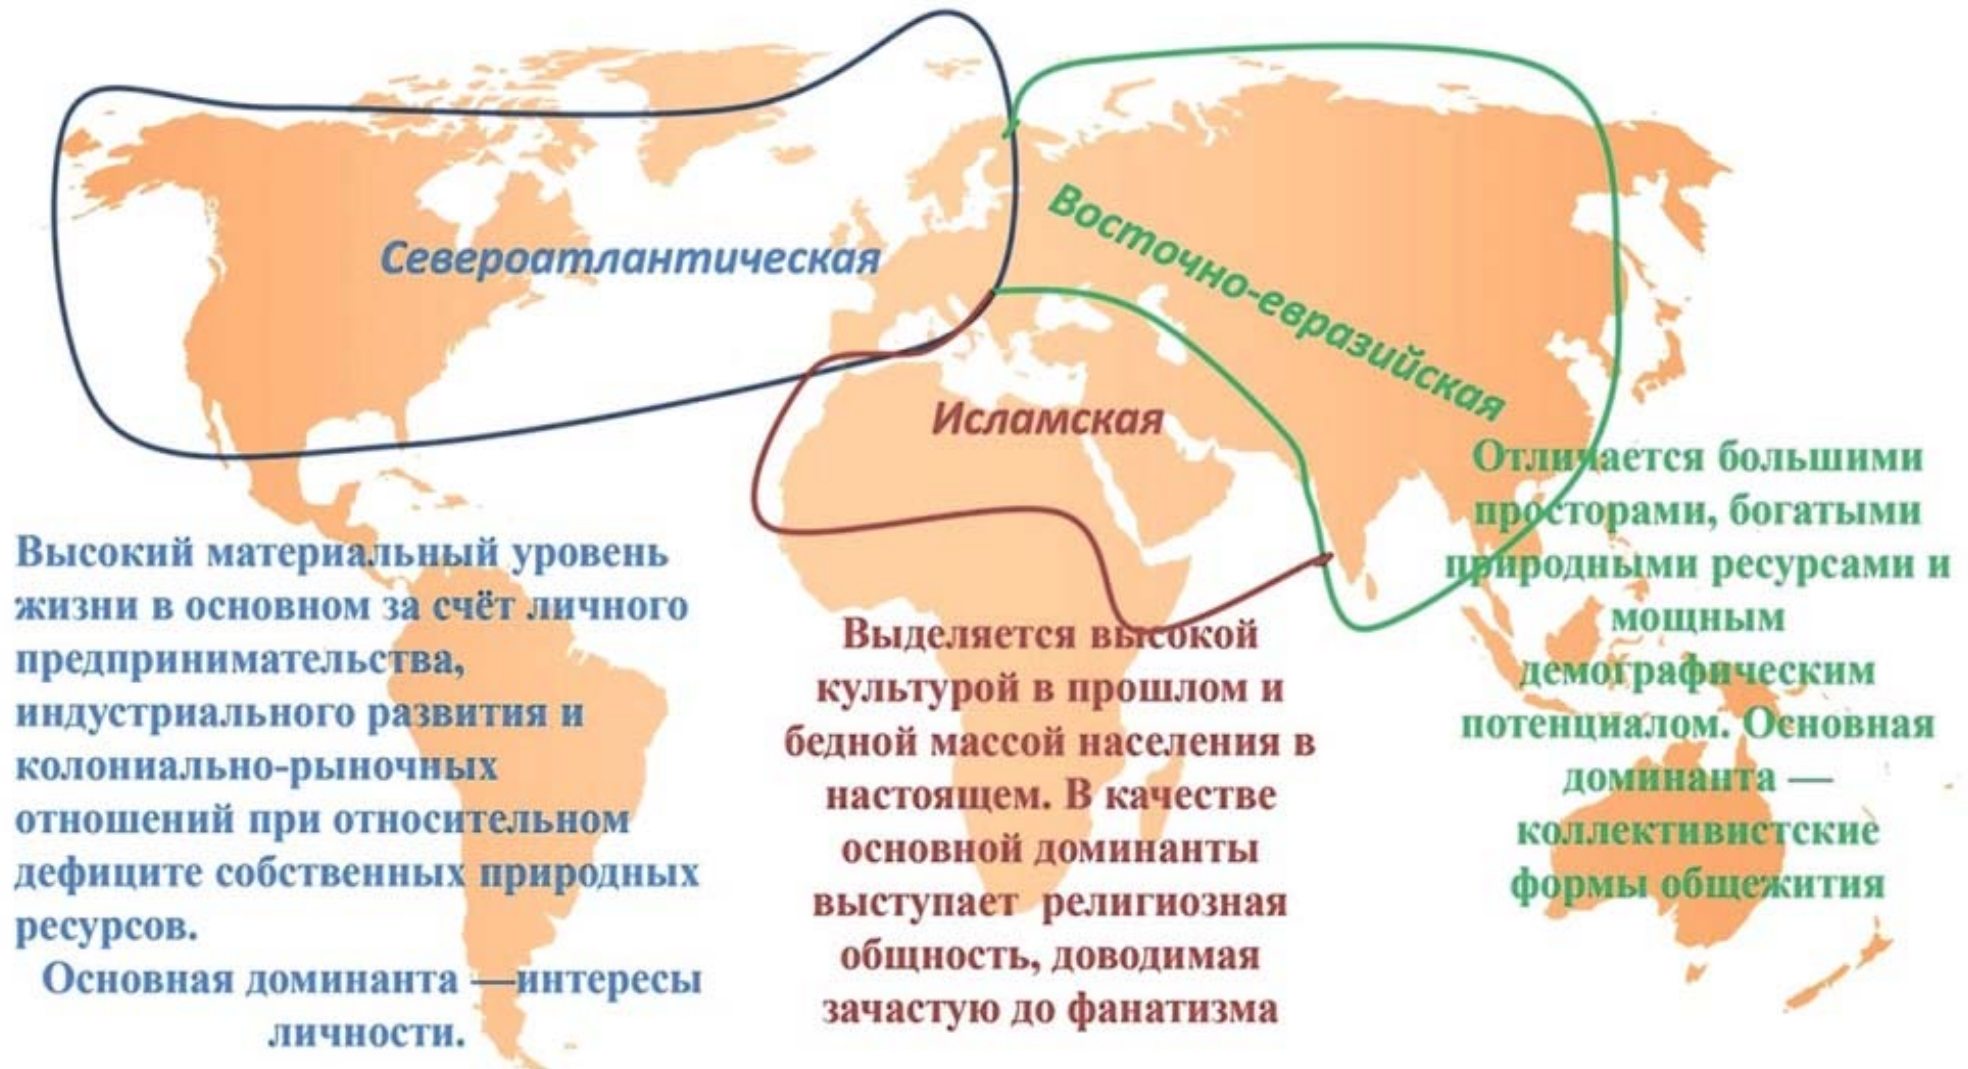 Североатлантическая
Восточно-евразийская
Исламская
Высокий материальный уровень
жизни в основном за счёт личного
предпринимательства,
индустриального развития и
колониально-рыночных
отношений при относительном
дефиците собственных природных
ресурсов.
Основная доминанта —интересы
личности.
Выделяется высокой
культурой в прошлом и
бедной массой населения в
настоящем. В качестве
основной доминанты
выступает религиозная
общность, доводимая
зачастую до фанатизма
Отличается большими
просторами, богатыми
природными ресурсами и
мощным
демографическим
потенциалом. Основная
доминанта —
коллективистские
формы общежития